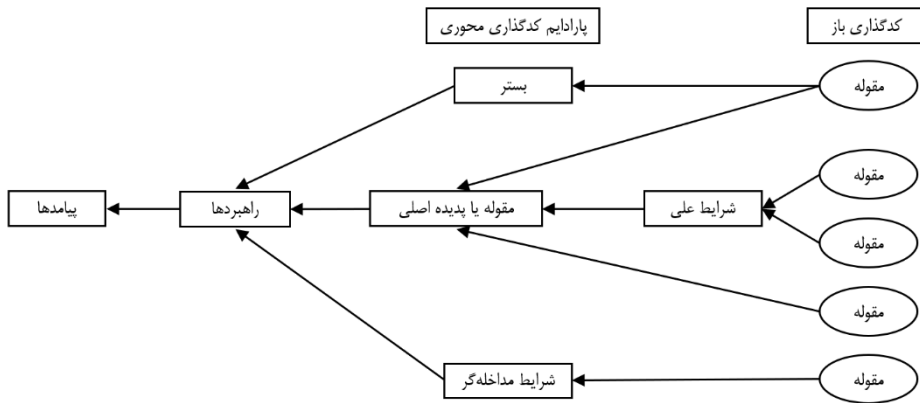 کدگذاری باز
پارادایم کدگذاری محوری
مقوله
بستر
مقوله
مقوله
شرایط علی
مقوله یا پدیده اصلی
راهبردها
پیامدها
مقوله
مقوله
شرایط مداخله‌گر